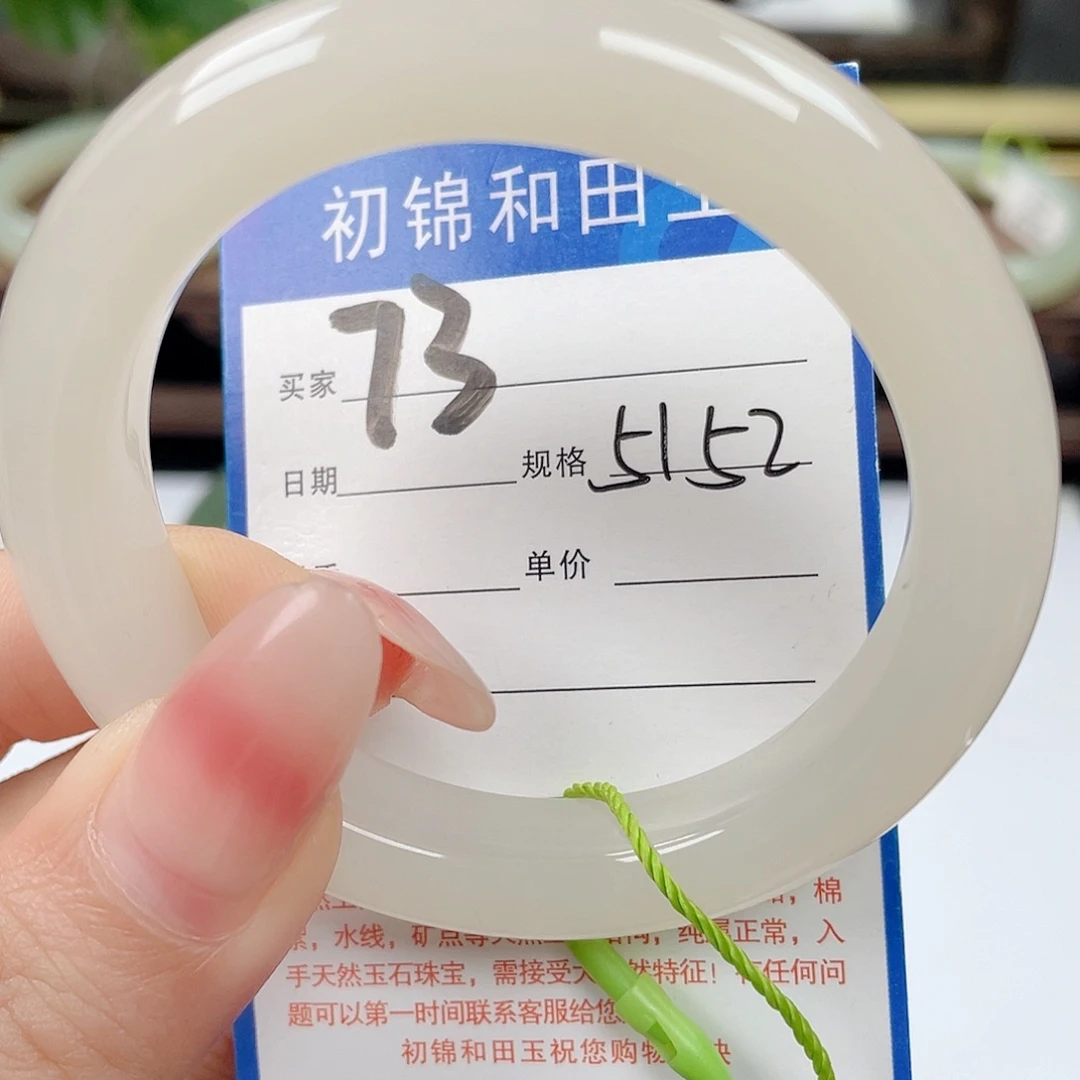 初锦和田玉
73
买家
日期 规格 5152
单价
棉
水线，矿点等天然 纯属正常，入
手天然玉石珠宝，需接受 然特征！有任何问
题可以第一时间联系客服给您
初锦和田玉祝您购物 快